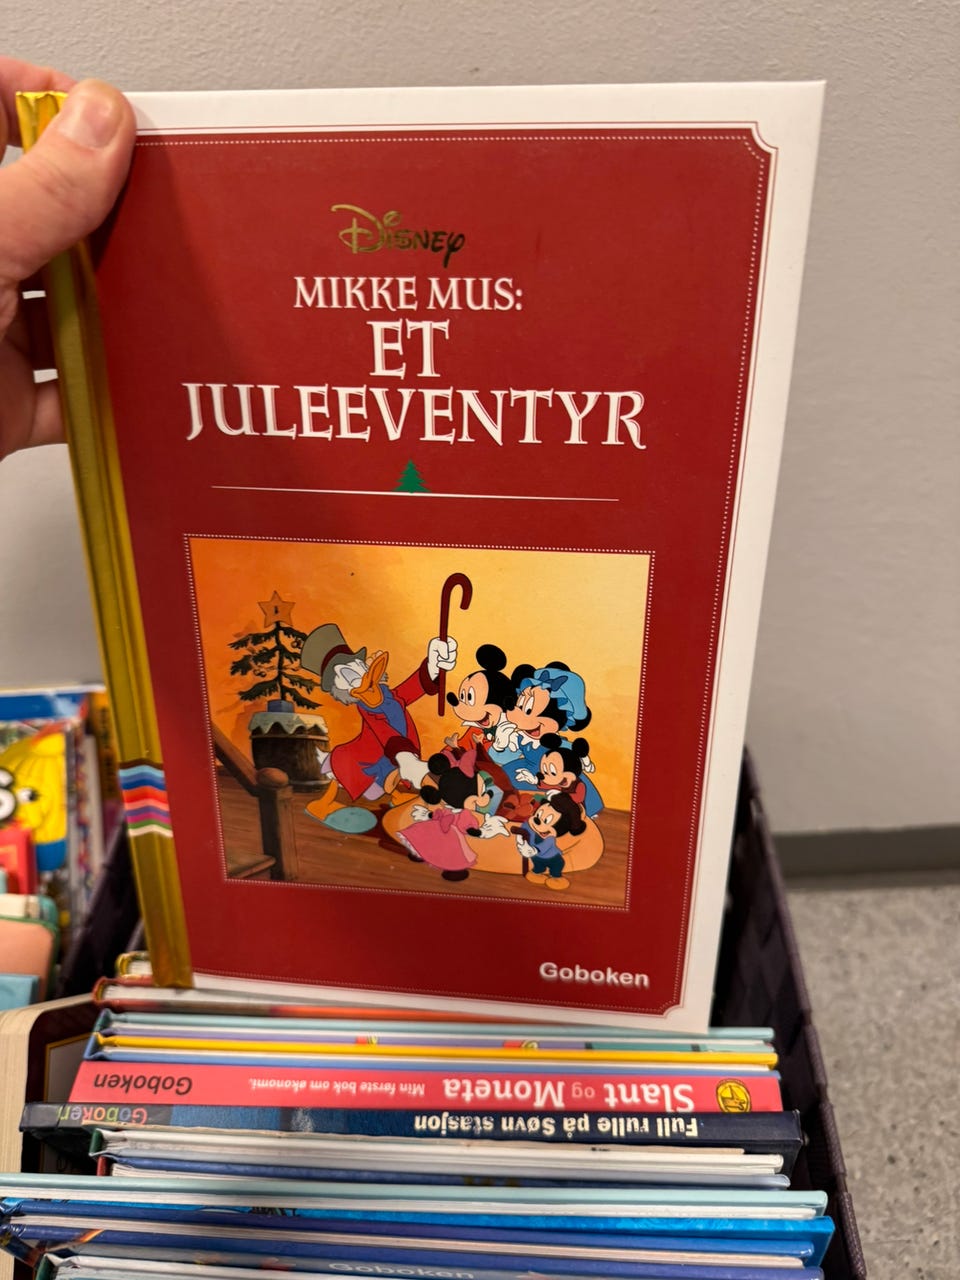 Disney
MIKKE MUS:
ET
JULEEVENTYR
Goboken
Slant og Moneta Min første bok om økonomi. Goboken
Full rulle på Søvn stasjon Goboken
Goboken